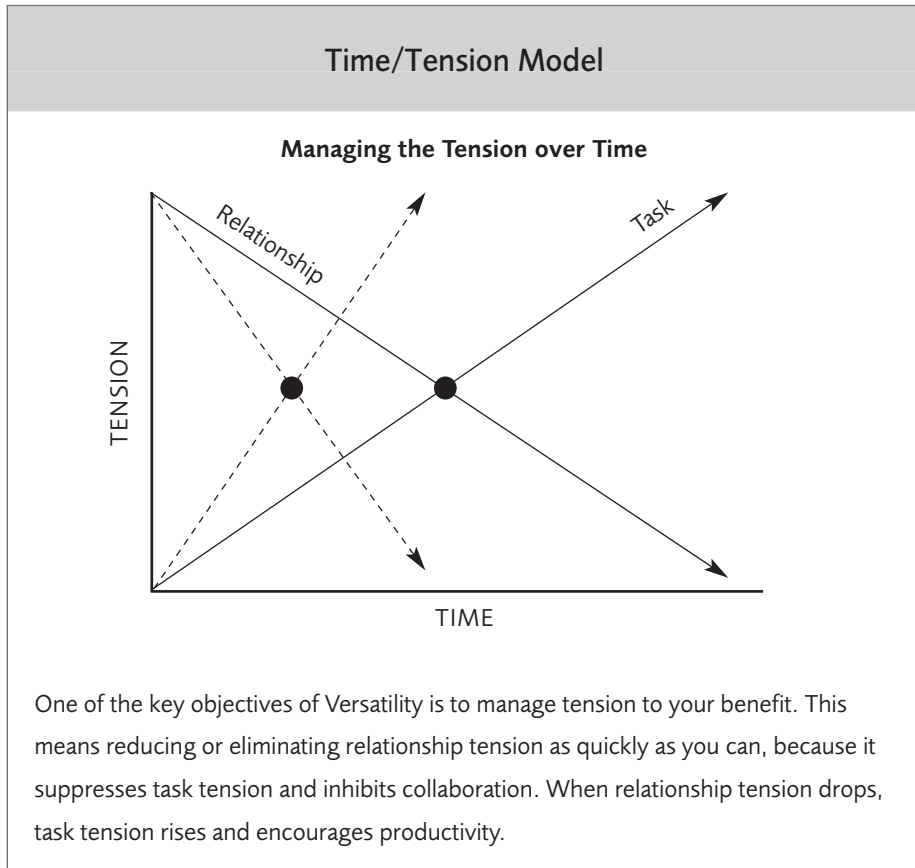 Time/Tension Model
Managing the Tension over Time
Relationship
Task
TENSION
TIME
One of the key objectives of Versatility is to manage tension to your benefit. This
means reducing or eliminating relationship tension as quickly as you can, because it
suppresses task tension and inhibits collaboration. When relationship tension drops,
task tension rises and encourages productivity.